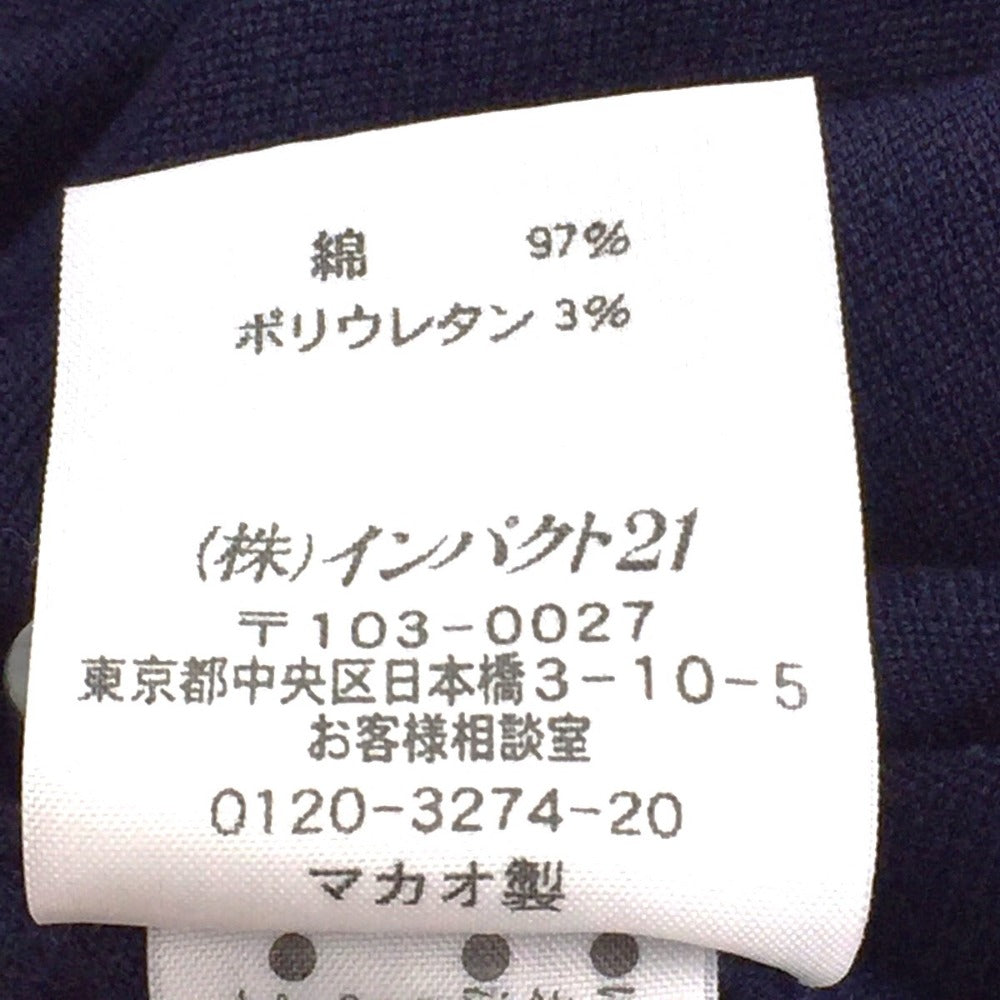 綿 97%
ポリウレタン 3%
(株)インパクト21
〒103-0027
東京都中央区日本橋3-10-5
お客様相談室
0120-3274-20
マカオ製